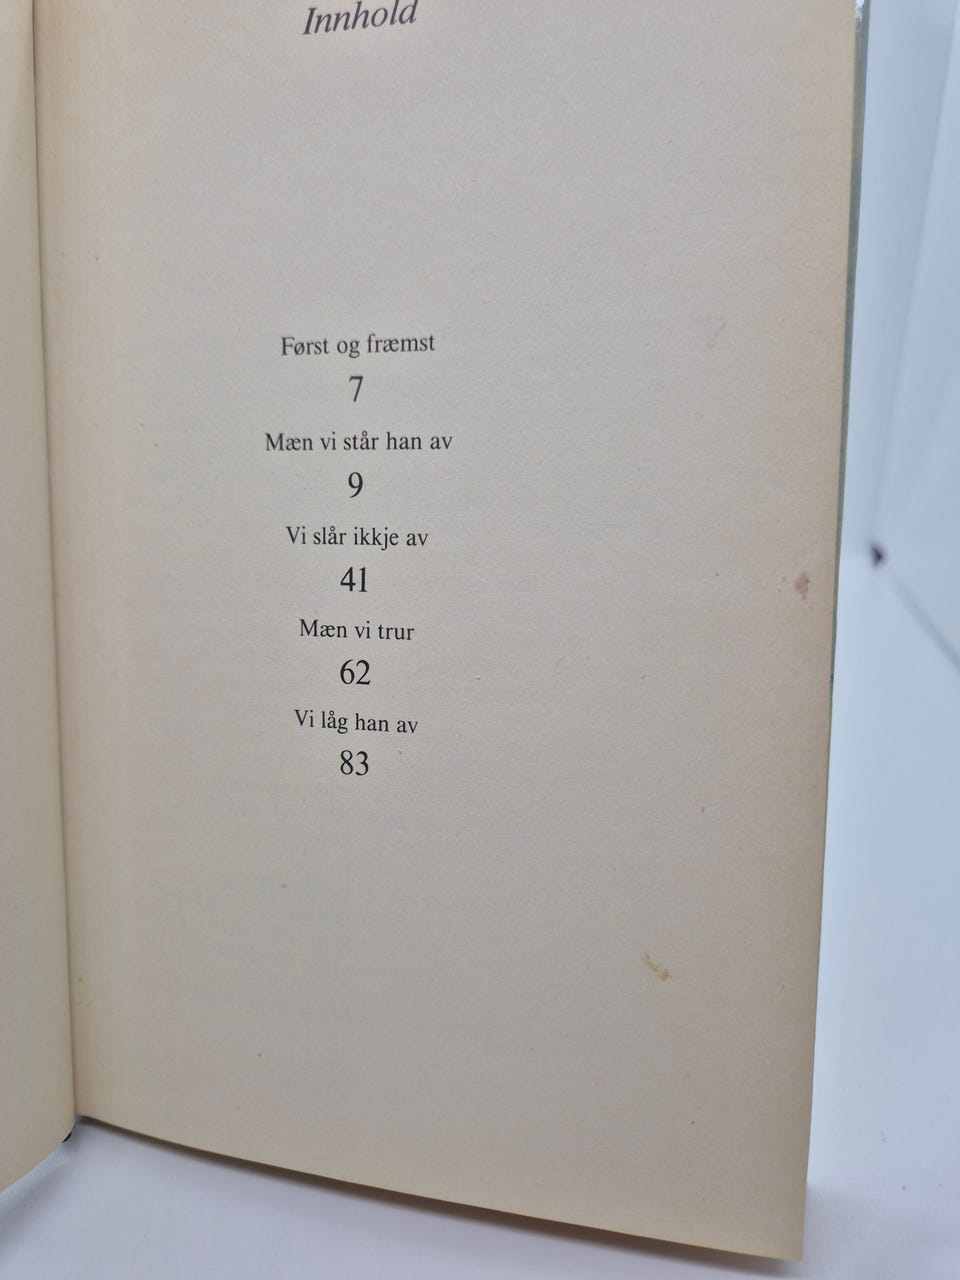 Innhold
Først og fræmst
7
Mæn vi står han av
9
Vi slår ikkje av
41
Mæn vi trur
62
Vi låg han av
83